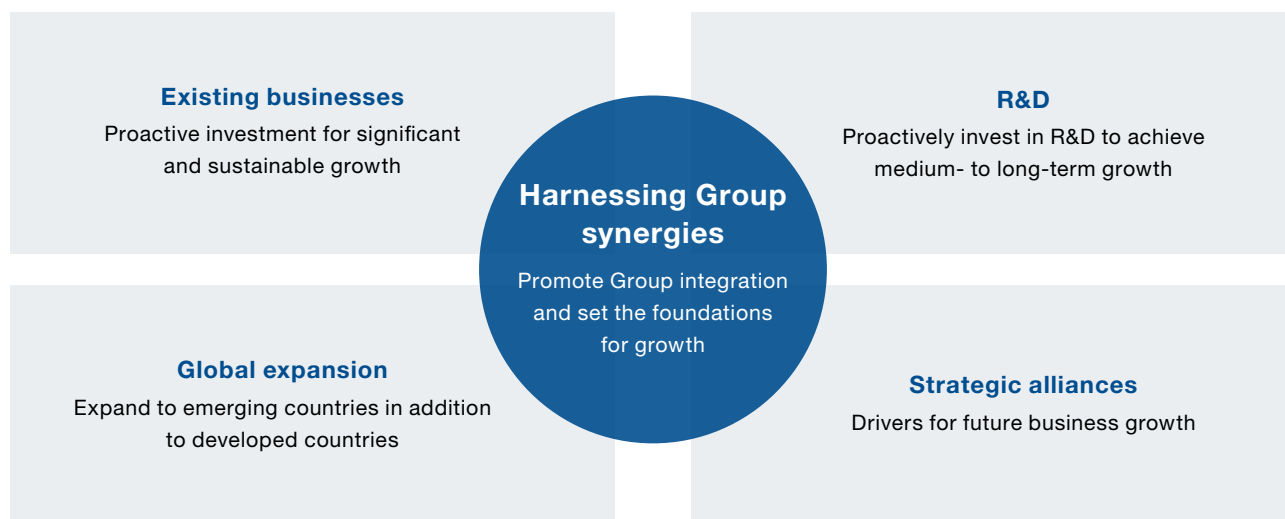 Existing businesses
Proactive investment for significant
and sustainable growth
R&D
Proactively invest in R&D to achieve
medium- to long-term growth
Harnessing Group
synergies
Promote Group integration
and set the foundations
for growth
Global expansion
Expand to emerging countries in addition
to developed countries
Strategic alliances
Drivers for future business growth